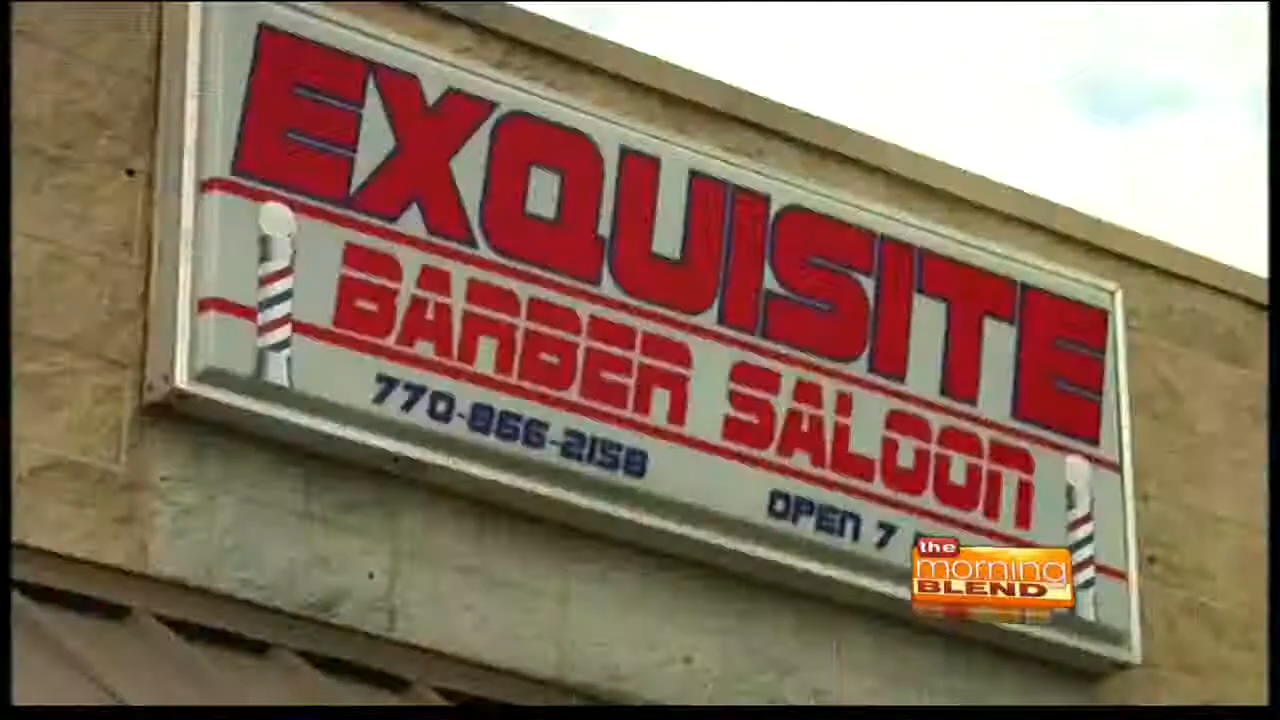 EXQUISITE
BARBER SALOON
770-866-2158
OPEN 7
the
morning
BLEND